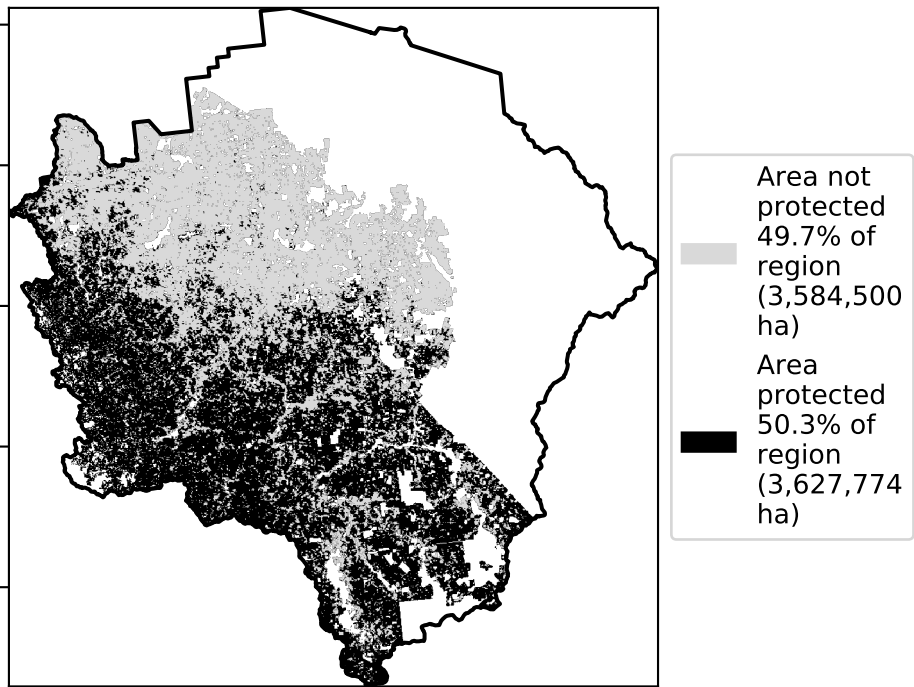 Area not
protected
49.7% of
region
(3,584,500
ha)
Area
protected
50.3% of
region
(3,627,774
ha)